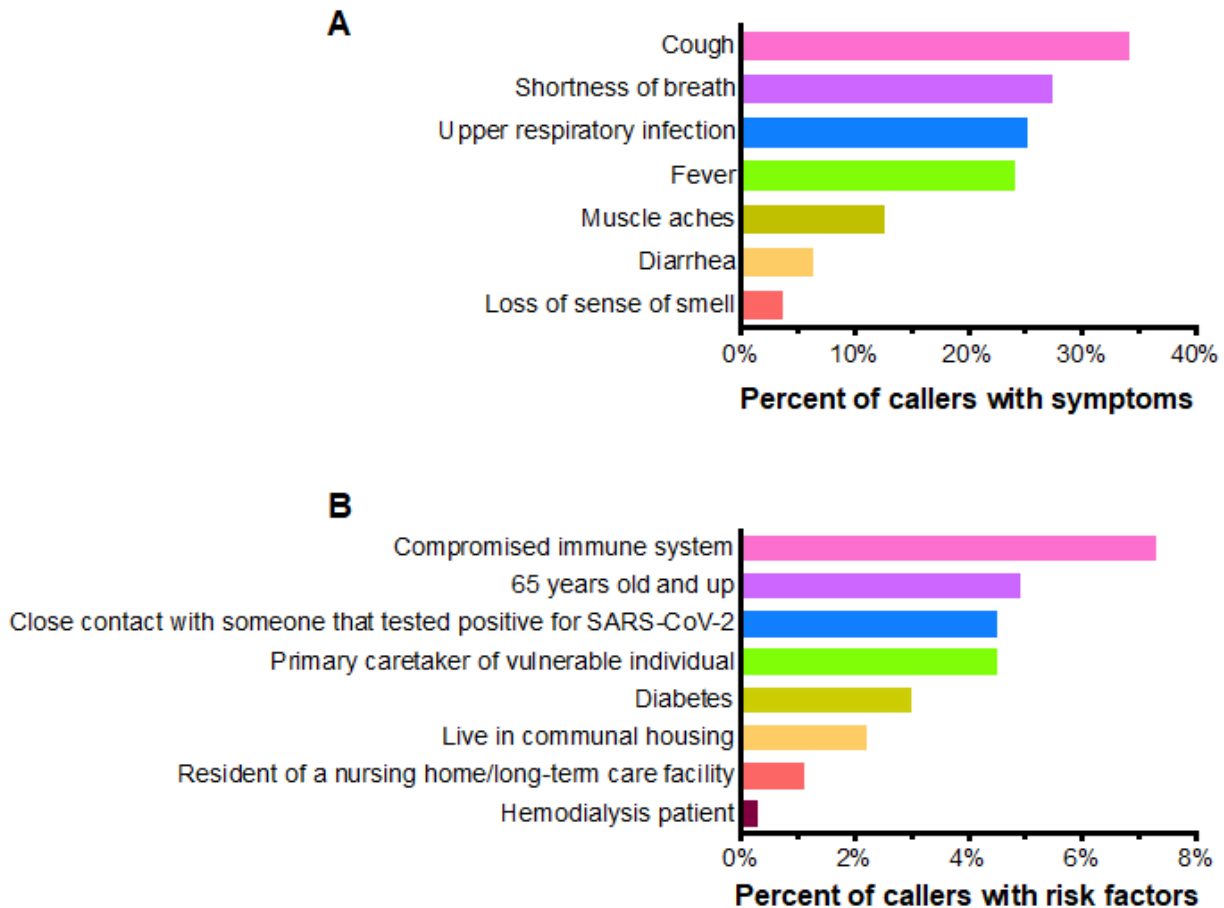 A
Cough
Shortness of breath
Upper respiratory infection
Fever
Muscle aches
Diarrhea
Loss of sense of smell
0% 10% 20% 30% 40%
Percent of callers with symptoms
B
Compromised immune system
65 years old and up
Close contact with someone that tested positive for SARS-CoV-2
Primary caretaker of vulnerable individual
Diabetes
Live in communal housing
Resident of a nursing home/long-term care facility
Hemodialysis patient
0% 2% 4% 6% 8%
Percent of callers with risk factors